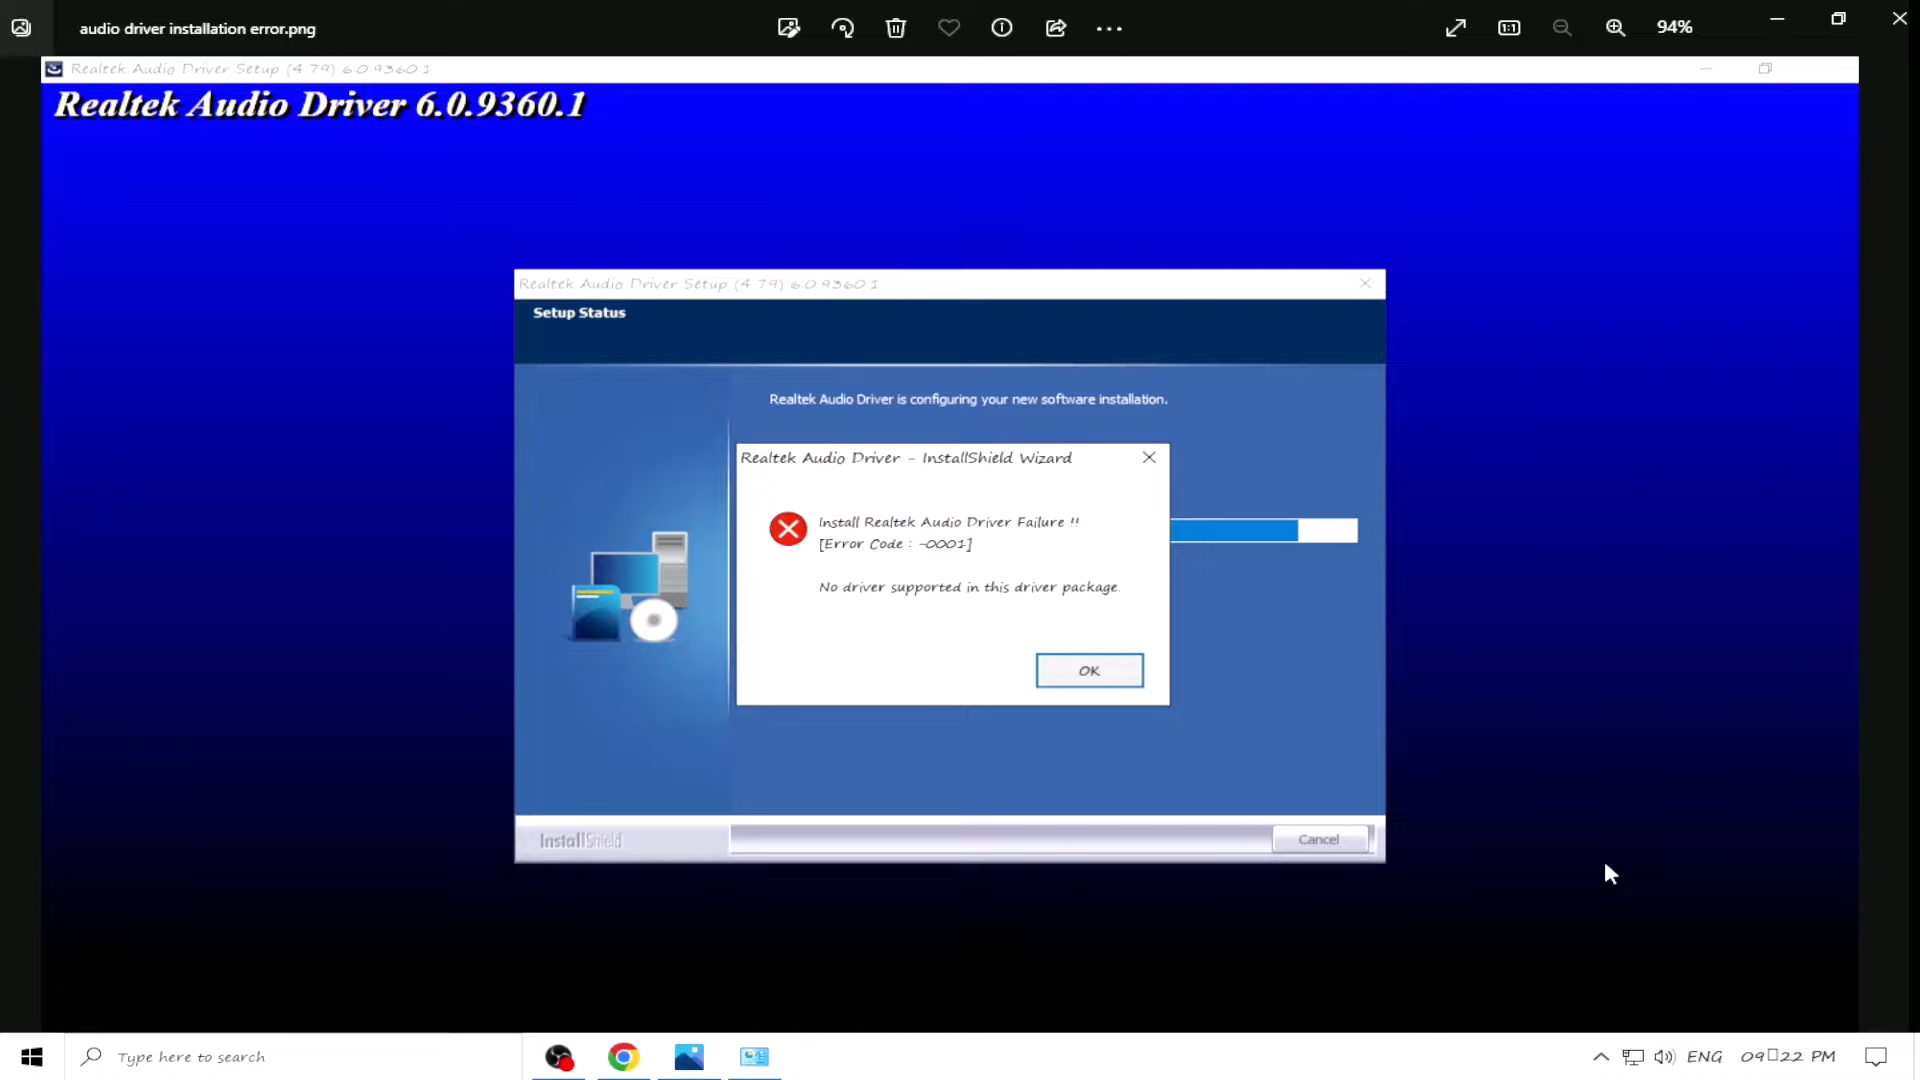 audio driver installation error.png
94%
Realtek Audio Driver Setup (4.79) 6.0.9360.1
Realtek Audio Driver 6.0.9360.1
Realtek Audio Driver Setup (4.79) 6.0.9360.1
Setup Status
Realtek Audio Driver is configuring your new software installation.
Realtek Audio Driver - InstallShield Wizard
Install Realtek Audio Driver Failure !!
[Error Code : -0001]
No driver supported in this driver package.
OK
InstallShield
Cancel
Type here to search
ENG
09▯22 PM